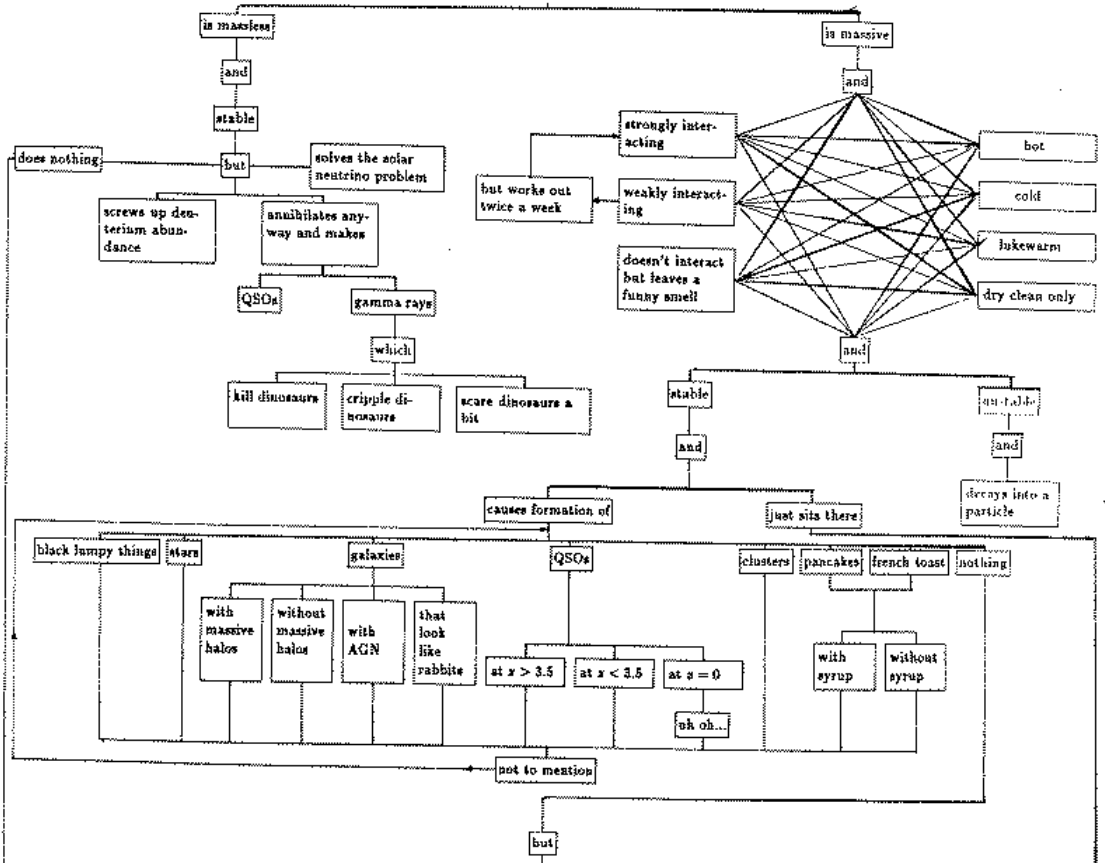 is massless
is massive
and
and
stable
strongly inter-
acting
hot
does nothing
but
solves the solar
neutrino problem
but works out
twice a week
weakly interact-
ing
cold
screws up deu-
terium abun-
dance
annihilates any-
way and makes
lukewarm
doesn't interact
but leaves a
funny smell
dry clean only
QSOs
gamma rays
which
and
kill dinosaurs
cripple di-
nosaurs
scare dinosaurs a
bit
stable
unstable
and
and
decays into a
particle
causes formation of
just sits there
black lumpy things
stars
galaxies
QSOs
clusters
pancakes
french toast
nothing
with
massive
halos
without
massive
halos
with
AGN
that
look
like
rabbits
at z > 3.5
at z < 3.5
at z = 0
with
syrup
without
syrup
uh oh...
not to mention
but